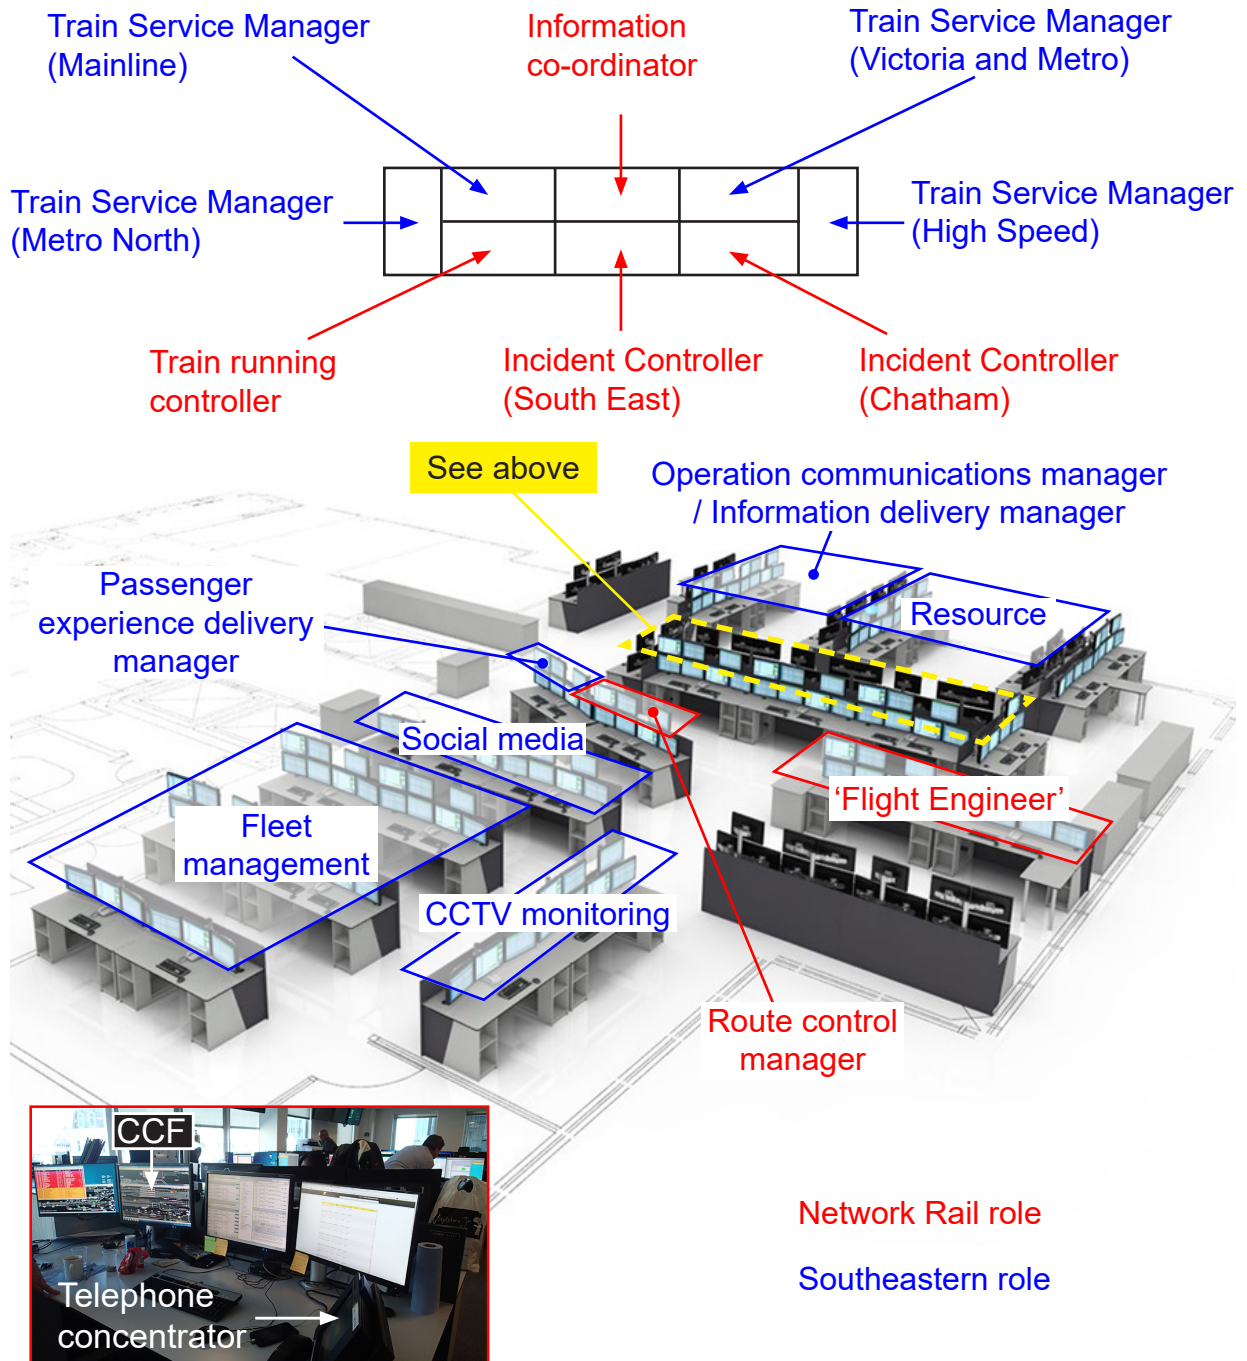 Train Service Manager
(Mainline)
Information
co-ordinator
Train Service Manager
(Victoria and Metro)
Train Service Manager
(Metro North)
Train Service Manager
(High Speed)
Train running
controller
Incident Controller
(South East)
Incident Controller
(Chatham)
See above
Operation communications manager
/ Information delivery manager
Passenger
experience delivery
manager
Resource
Social media
'Flight Engineer'
Fleet
management
CCTV monitoring
Route control
manager
CCF
Telephone
concentrator
Network Rail role
Southeastern role